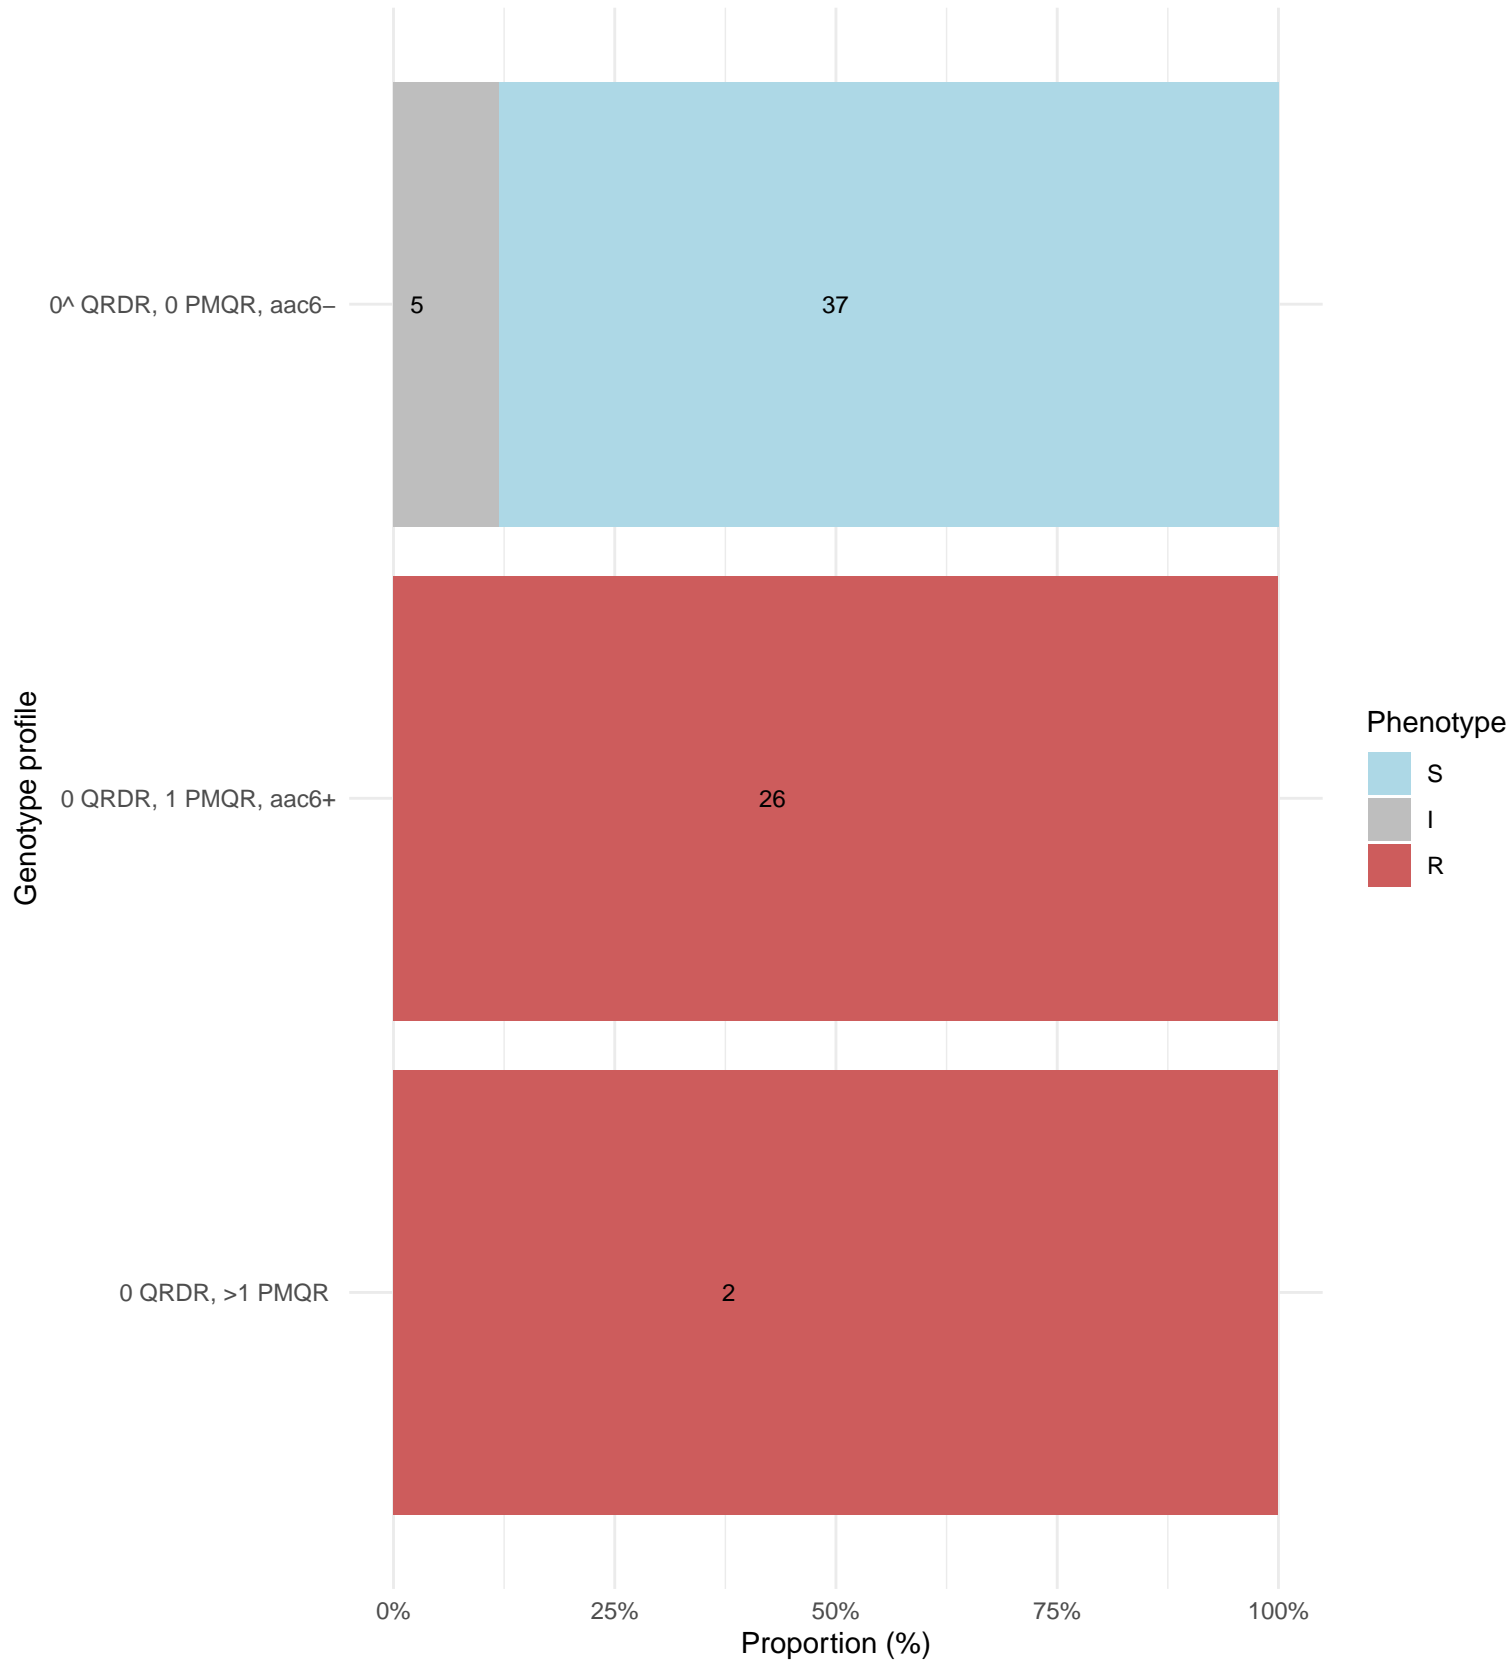 0^ QRDR, 0 PMQR, aac6−
5
37
0 QRDR, 1 PMQR, aac6+
26
0 QRDR, >1 PMQR
2
Genotype profile
0%
25%
50%
75%
100%
Proportion (%)
Phenotype
S
I
R